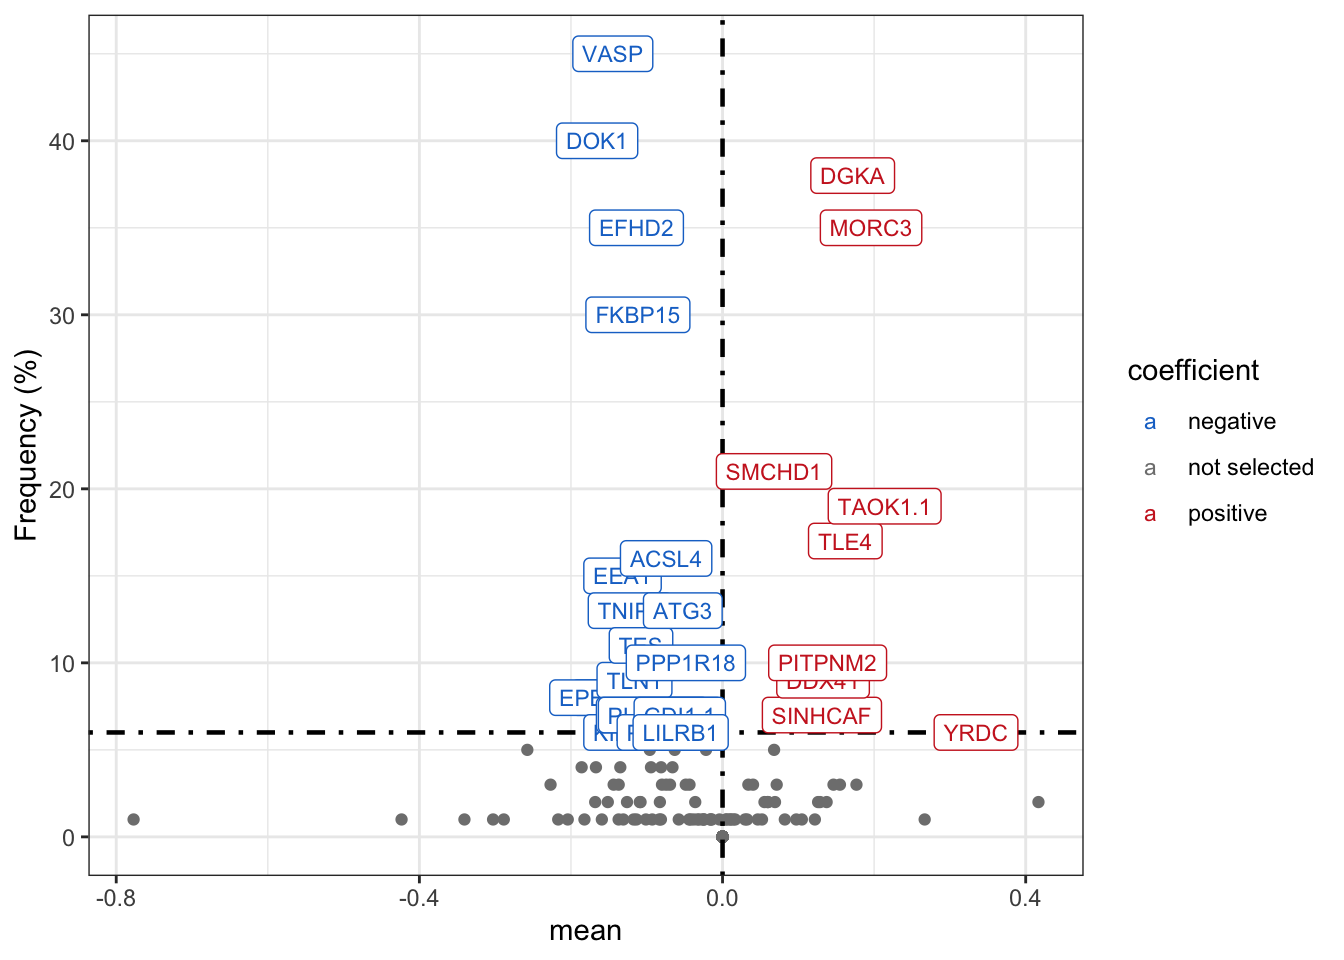 VASP
DOK1
DGKA
EFHD2
MORC3
FKBP15
SMCHD1
TAOK1.1
TLE4
ACSL4
ATG3
PPP1R18
PITPNM2
SINHCAF
LILRB1
YRDC
40
30
20
10
0
Frequency (%)
-0.8
-0.4
0.0
0.4
mean
coefficient
a negative
a not selected
a positive